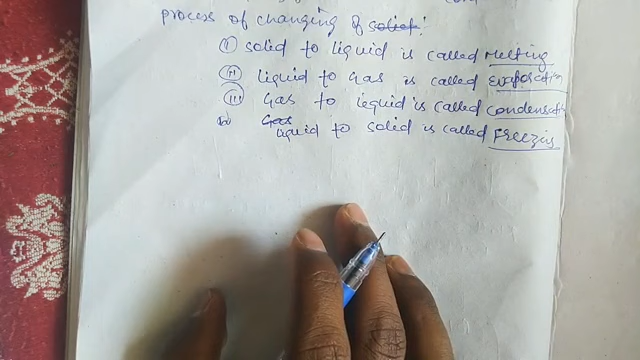 process of changing of solid:
(i) solid to liquid is called melting
(ii) liquid to Gas is called Evaporation
(iii) Gas to liquid is called condensation
Gas
liquid to solid is called Freezing